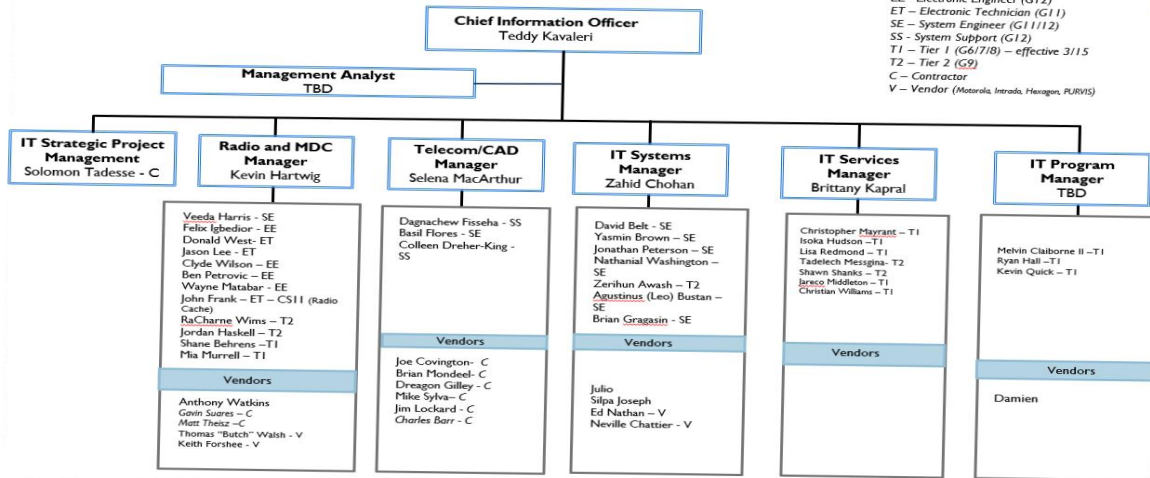 Chief Information Officer
Teddy Kavaleri
EE – Electronic Engineer (G12)
ET – Electronic Technician (G11)
SE – System Engineer (G11/12)
SS - System Support (G12)
T1 – Tier 1 (G6/7/8) – effective 3/15
T2 – Tier 2 (G9)
C – Contractor
V – Vendor (Motorola, Intrado, Hexagon, PURVIS)
Management Analyst
TBD
IT Strategic Project
Management
Solomon Tadesse - C
Radio and MDC
Manager
Kevin Hartwig
Veeda Harris - SE
Felix Igbedior - EE
Donald West- ET
Jason Lee - ET
Clyde Wilson – EE
Ben Petrovic – EE
Wayne Matabar - EE
John Frank – ET – CS11 (Radio
Cache)
RaCharne Wims – T2
Jordan Haskell – T2
Shane Behrens –T1
Mia Murrell – T1
Vendors
Anthony Watkins
Gavin Suares – C
Matt Theisz –C
Thomas "Butch" Walsh - V
Keith Forshee - V
Telecom/CAD
Manager
Selena MacArthur
Dagnachew Fisseha - SS
Basil Flores - SE
Colleen Dreher-King -
SS
Vendors
Joe Covington- C
Brian Mondeel- C
Dreagon Gilley - C
Mike Sylva– C
Jim Lockard - C
Charles Barr - C
IT Systems
Manager
Zahid Chohan
David Belt - SE
Yasmin Brown – SE
Jonathan Peterson – SE
Nathanial Washington –
SE
Zerihun Awash – T2
Agustinus (Leo) Bustan –
SE
Brian Gragasin - SE
Vendors
Julio
Silpa Joseph
Ed Nathan – V
Neville Chattier - V
IT Services
Manager
Brittany Kapral
Christopher Mayrant – T1
Isoka Hudson –T1
Lisa Redmond – T1
Tadelech Messgina- T2
Shawn Shanks – T2
Jareco Middleton – T1
Christian Williams – T1
Vendors
IT Program
Manager
TBD
Melvin Claiborne II –T1
Ryan Hall –T1
Kevin Quick – T1
Vendors
Damien